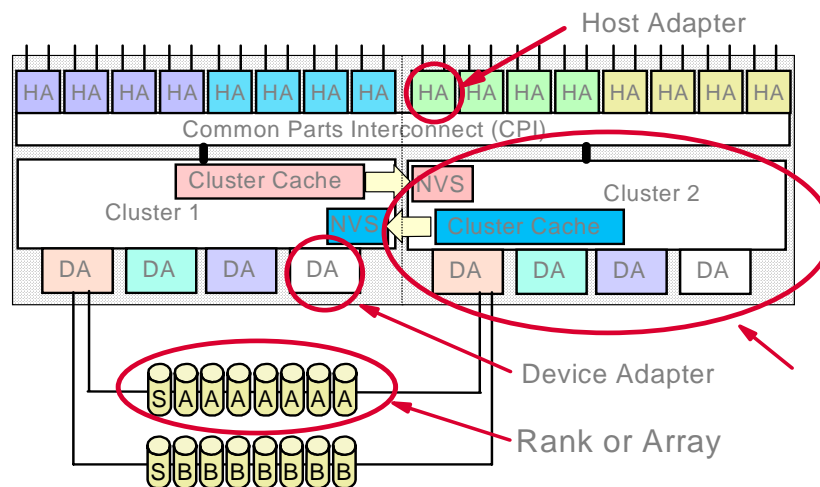 Host Adapter
HA HA HA HA HA HA HA HA HA HA HA HA HA HA HA HA
Common Parts Interconnect (CPI)
Cluster Cache NVS
Cluster 1 Cluster 2
NVS Cluster Cache
DA DA DA DA DA DA DA DA
Device Adapter
S A A A A A A A
Rank or Array
S B B B B B B B